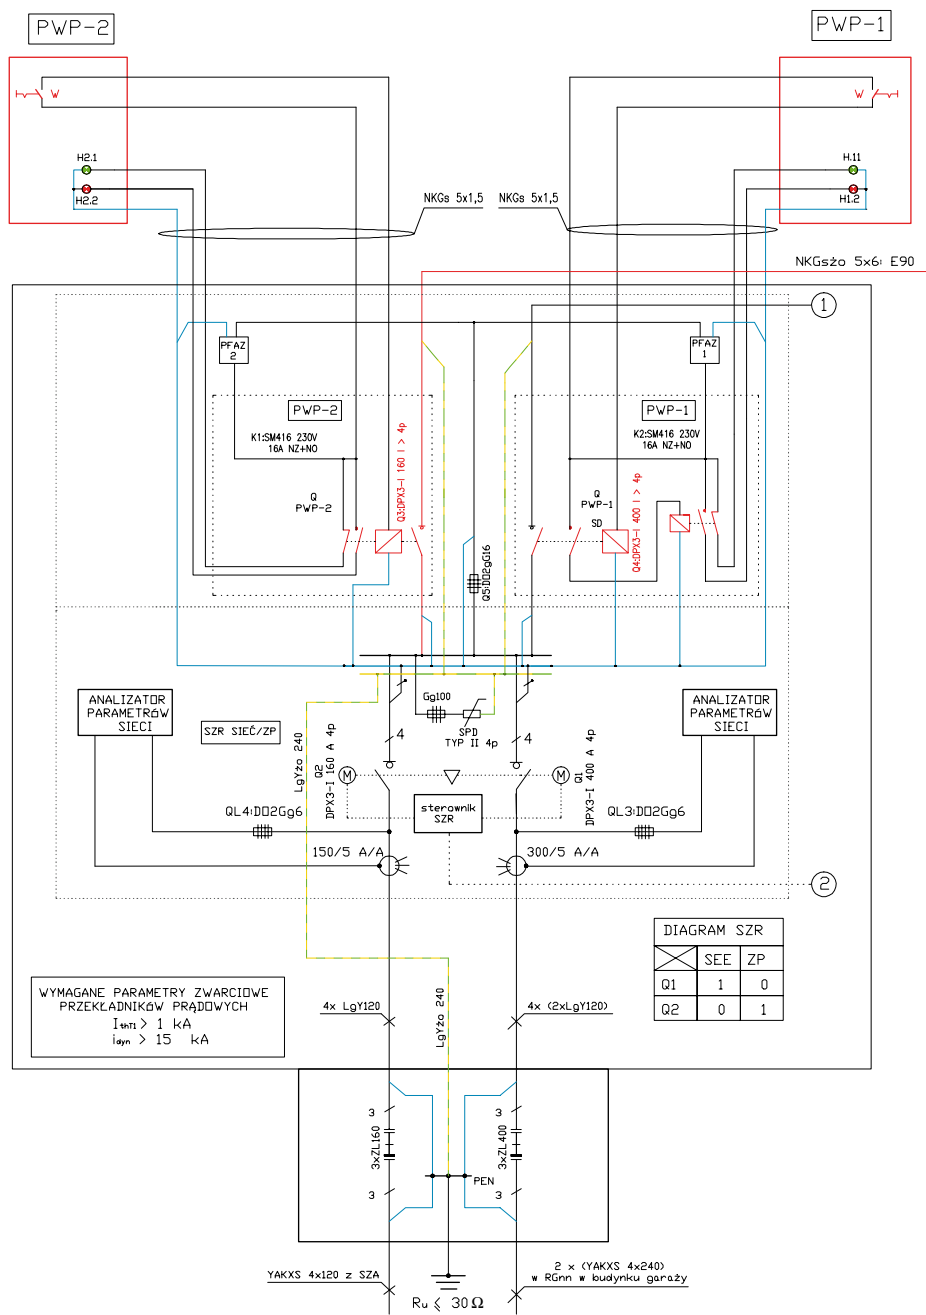 PWP-2
PWP-1
W
W
H2.1
H2.2
H.11
H1.2
NKGs 5x1,5
NKGs 5x1,5
NKGsżo 5x6; E90
1
PFAZ
2
PFAZ
1
PWP-2
PWP-1
K1:SM416 230V
16A NZ+NO
K2:SM416 230V
16A NZ+NO
Q
PWP-2
Q3:DPX3-I 160 I > 4p
Q
PWP-1
SD
Q4:DPX3-I 400 I > 4p
Q5:D02gG16
ANALIZATOR
PARAMETRÓW
SIECI
ANALIZATOR
PARAMETRÓW
SIECI
SZR SIEĆ/ZP
LgYżo 240
Gg100
SPD
TYP II 4p
4
4
Q2
DPX3-I 160 A 4p
M
M
Q1
DPX3-I 400 A 4p
sterownik
SZR
QL4:D02Gg6
QL3:D02Gg6
150/5 A/A
300/5 A/A
2
DIAGRAM SZR
SEE ZP
Q1 1 0
Q2 0 1
WYMAGANE PARAMETRY ZWARCIOWE
PRZEKŁADNIKÓW PRĄDOWYCH
IthT1 > 1 kA
idyn > 15 kA
4x LgY120
LgYżo 240
4x (2xLgY120)
3
3
3xZL160
3xZL400
PEN
3
3
YAKXS 4x120 z SZA
2 x (YAKXS 4x240)
w RGnn w budynku garaży
Ru ⩽ 30Ω